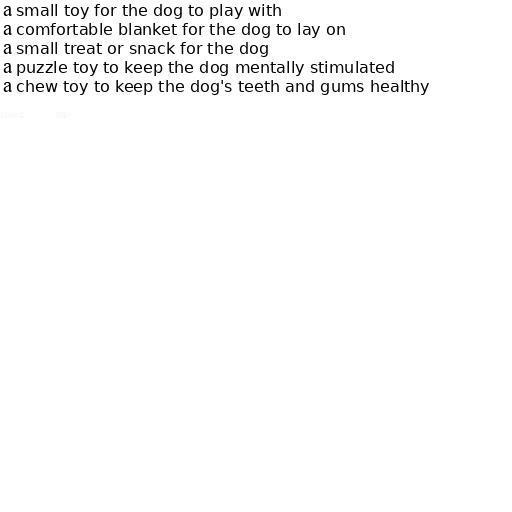 a small toy for the dog to play with
a comfortable blanket for the dog to lay on
a small treat or snack for the dog
a puzzle toy to keep the dog mentally stimulated
a chew toy to keep the dog's teeth and gums healthy